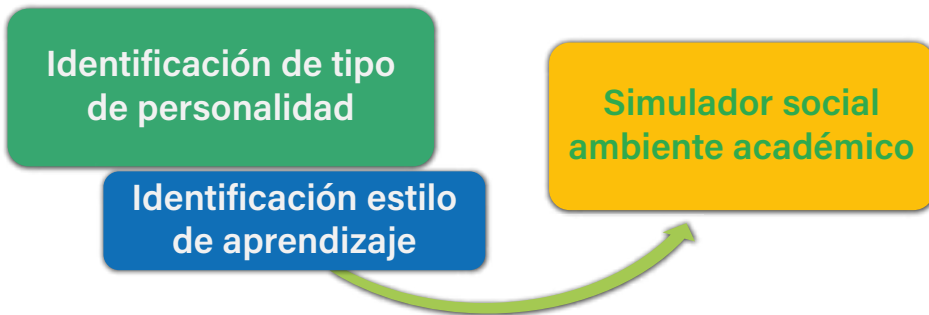 Identificación de tipo
de personalidad
Identificación estilo
de aprendizaje
Simulador social
ambiente académico